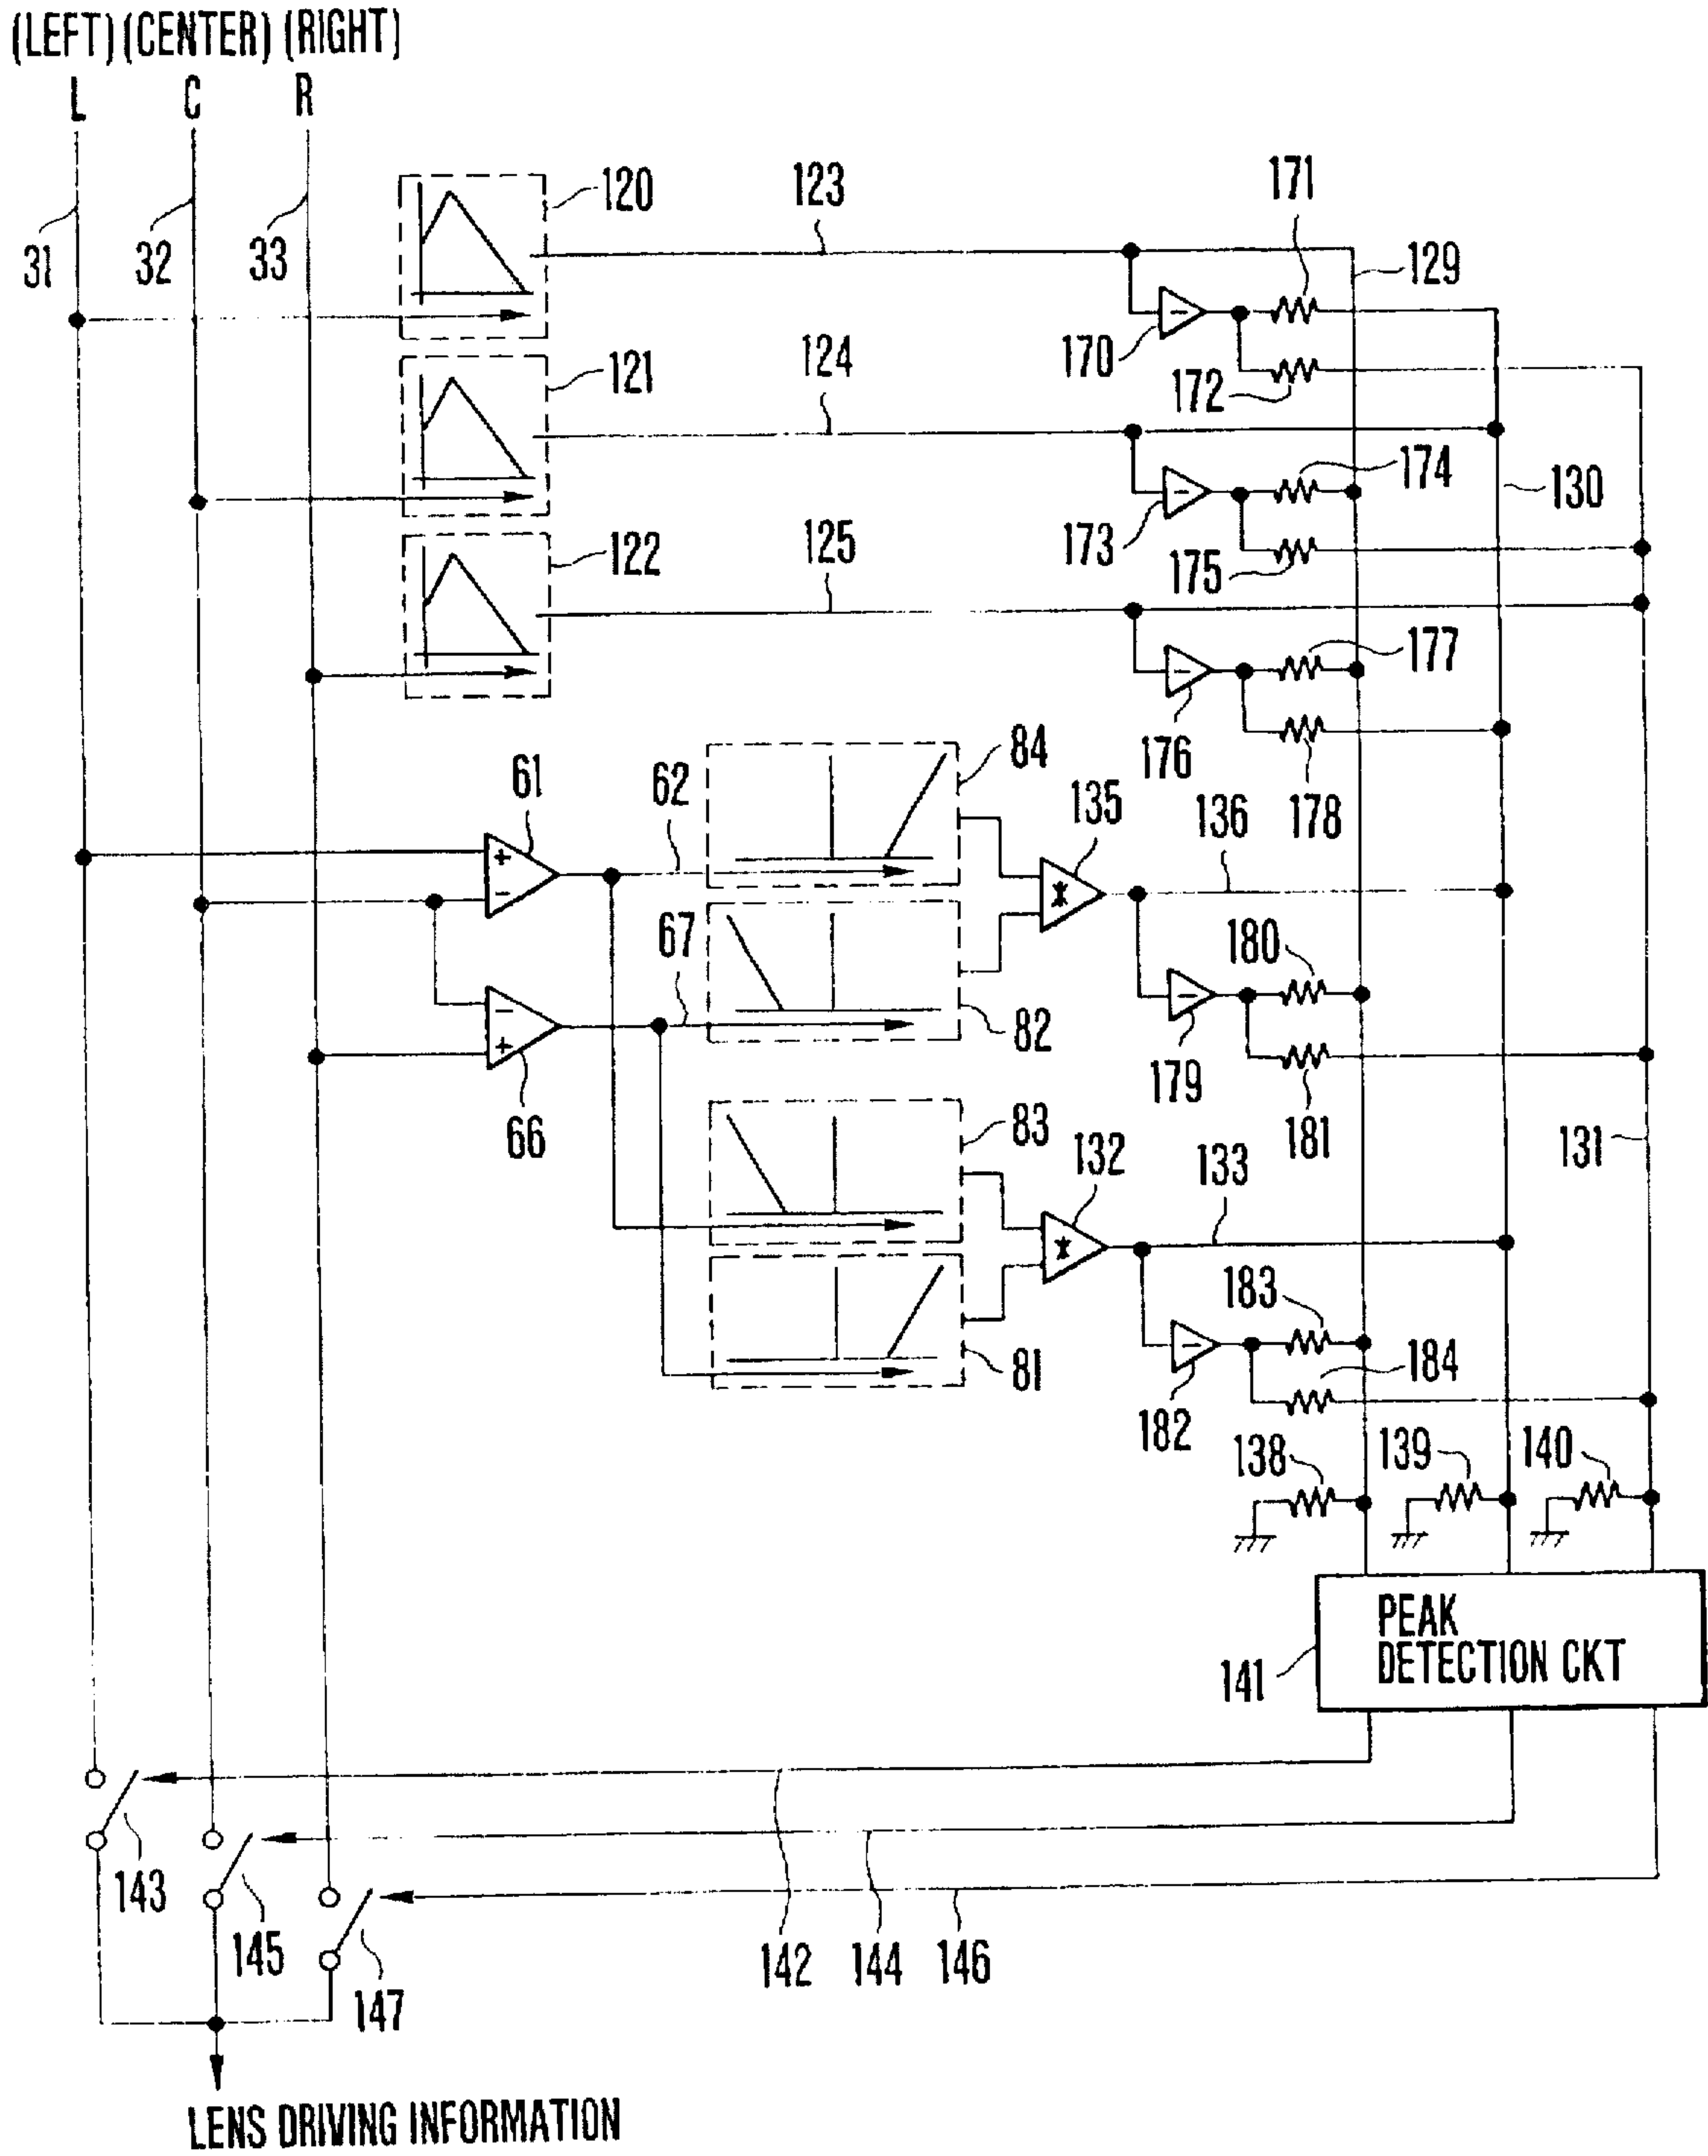 (LEFT) (CENTER) (RIGHT)
L C R
31 32 33
120 123 171
129
170
121 124 172
174
130
173
122 125 175
177
176
178
61 62 84 135 136
67 180
82
179
66 181
83 132 133 131
183
81 184
182
138 139 140
PEAK
DETECTION CKT
141
143
145
147
142 144 146
+
-
-
+
-
-
-
-
-
*
*
LENS DRIVING INFORMATION